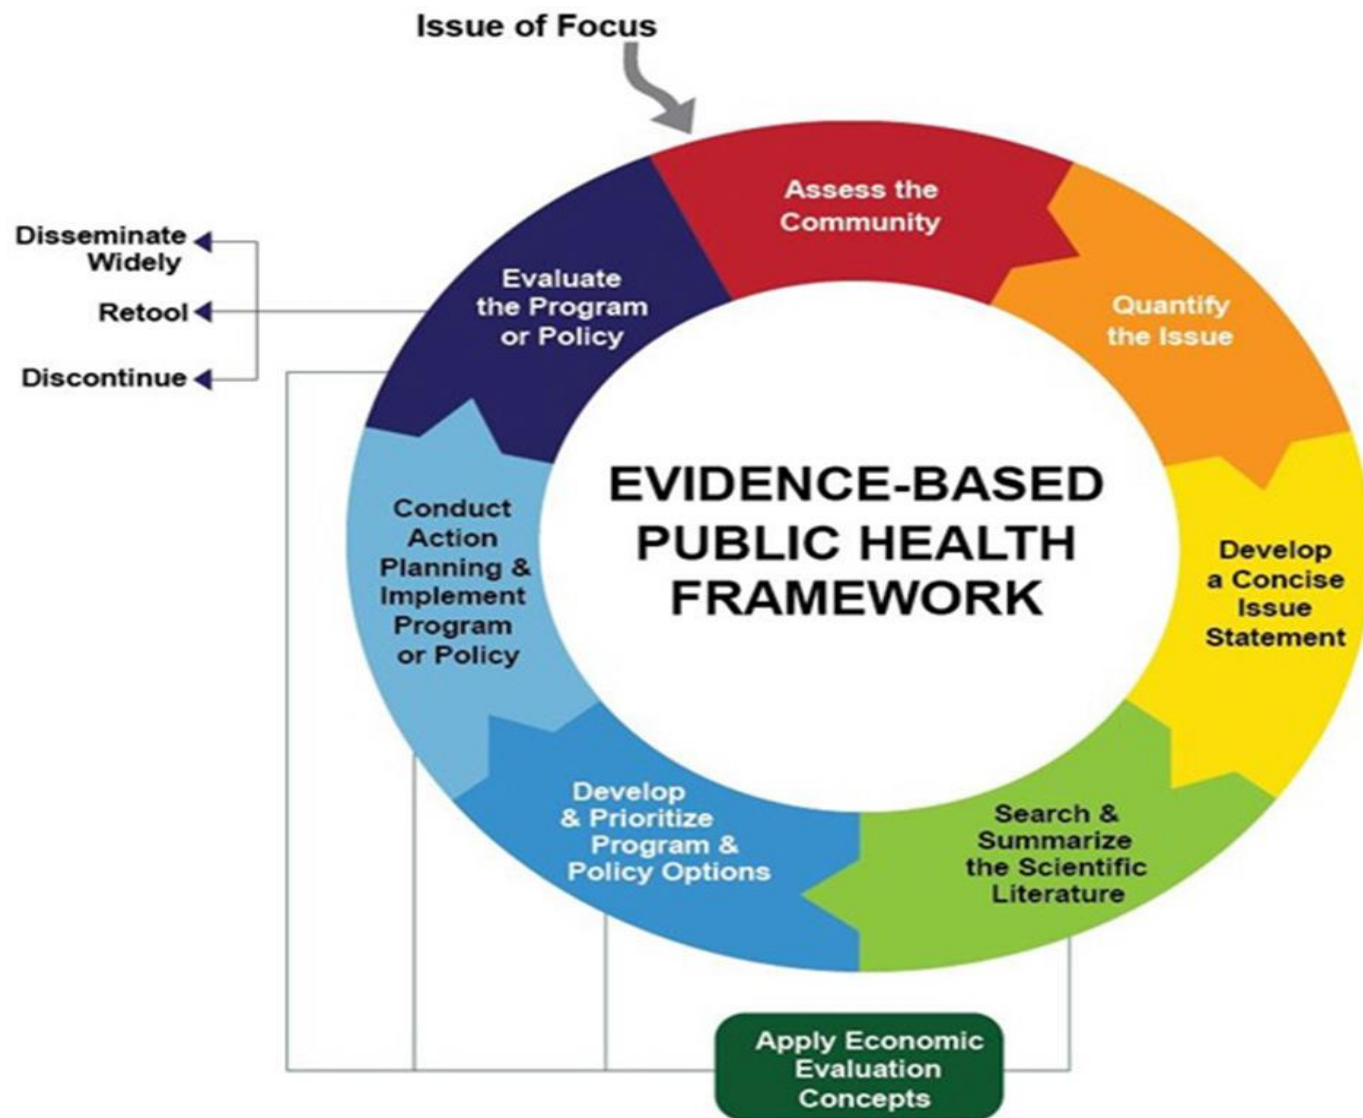 Issue of Focus
Assess the
Community
Quantify
the Issue
Develop
a Concise
Issue
Statement
Search &
Summarize
the Scientific
Literature
Develop
& Prioritize
Program &
Policy Options
Conduct
Action
Planning &
Implement
Program
or Policy
Evaluate
the Program
or Policy
Disseminate
Widely
Retool
Discontinue
EVIDENCE-BASED
PUBLIC HEALTH
FRAMEWORK
Apply Economic
Evaluation
Concepts